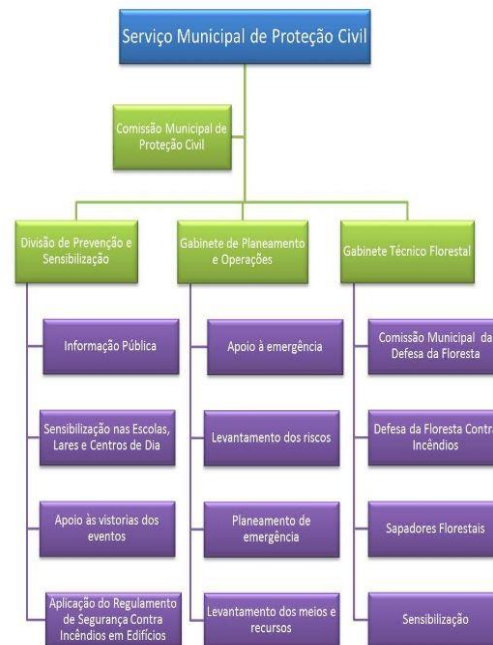 Serviço Municipal de Proteção Civil
Comissão Municipal de
Proteção Civil
Divisão de Prevenção e
Sensibilização
Gabinete de Planeamento
e Operações
Gabinete Técnico Florestal
Informação Pública
Sensibilização nas Escolas,
Lares e Centros de Dia
Apoio às vistorias dos
eventos
Aplicação do Regulamento
de Segurança Contra
Incêndios em Edifícios
Apoio à emergência
Levantamento dos riscos
Planeamento de
emergência
Levantamento dos meios e
recursos
Comissão Municipal da
Defesa da Floresta
Defesa da Floresta Contra
Incêndios
Sapadores Florestais
Sensibilização